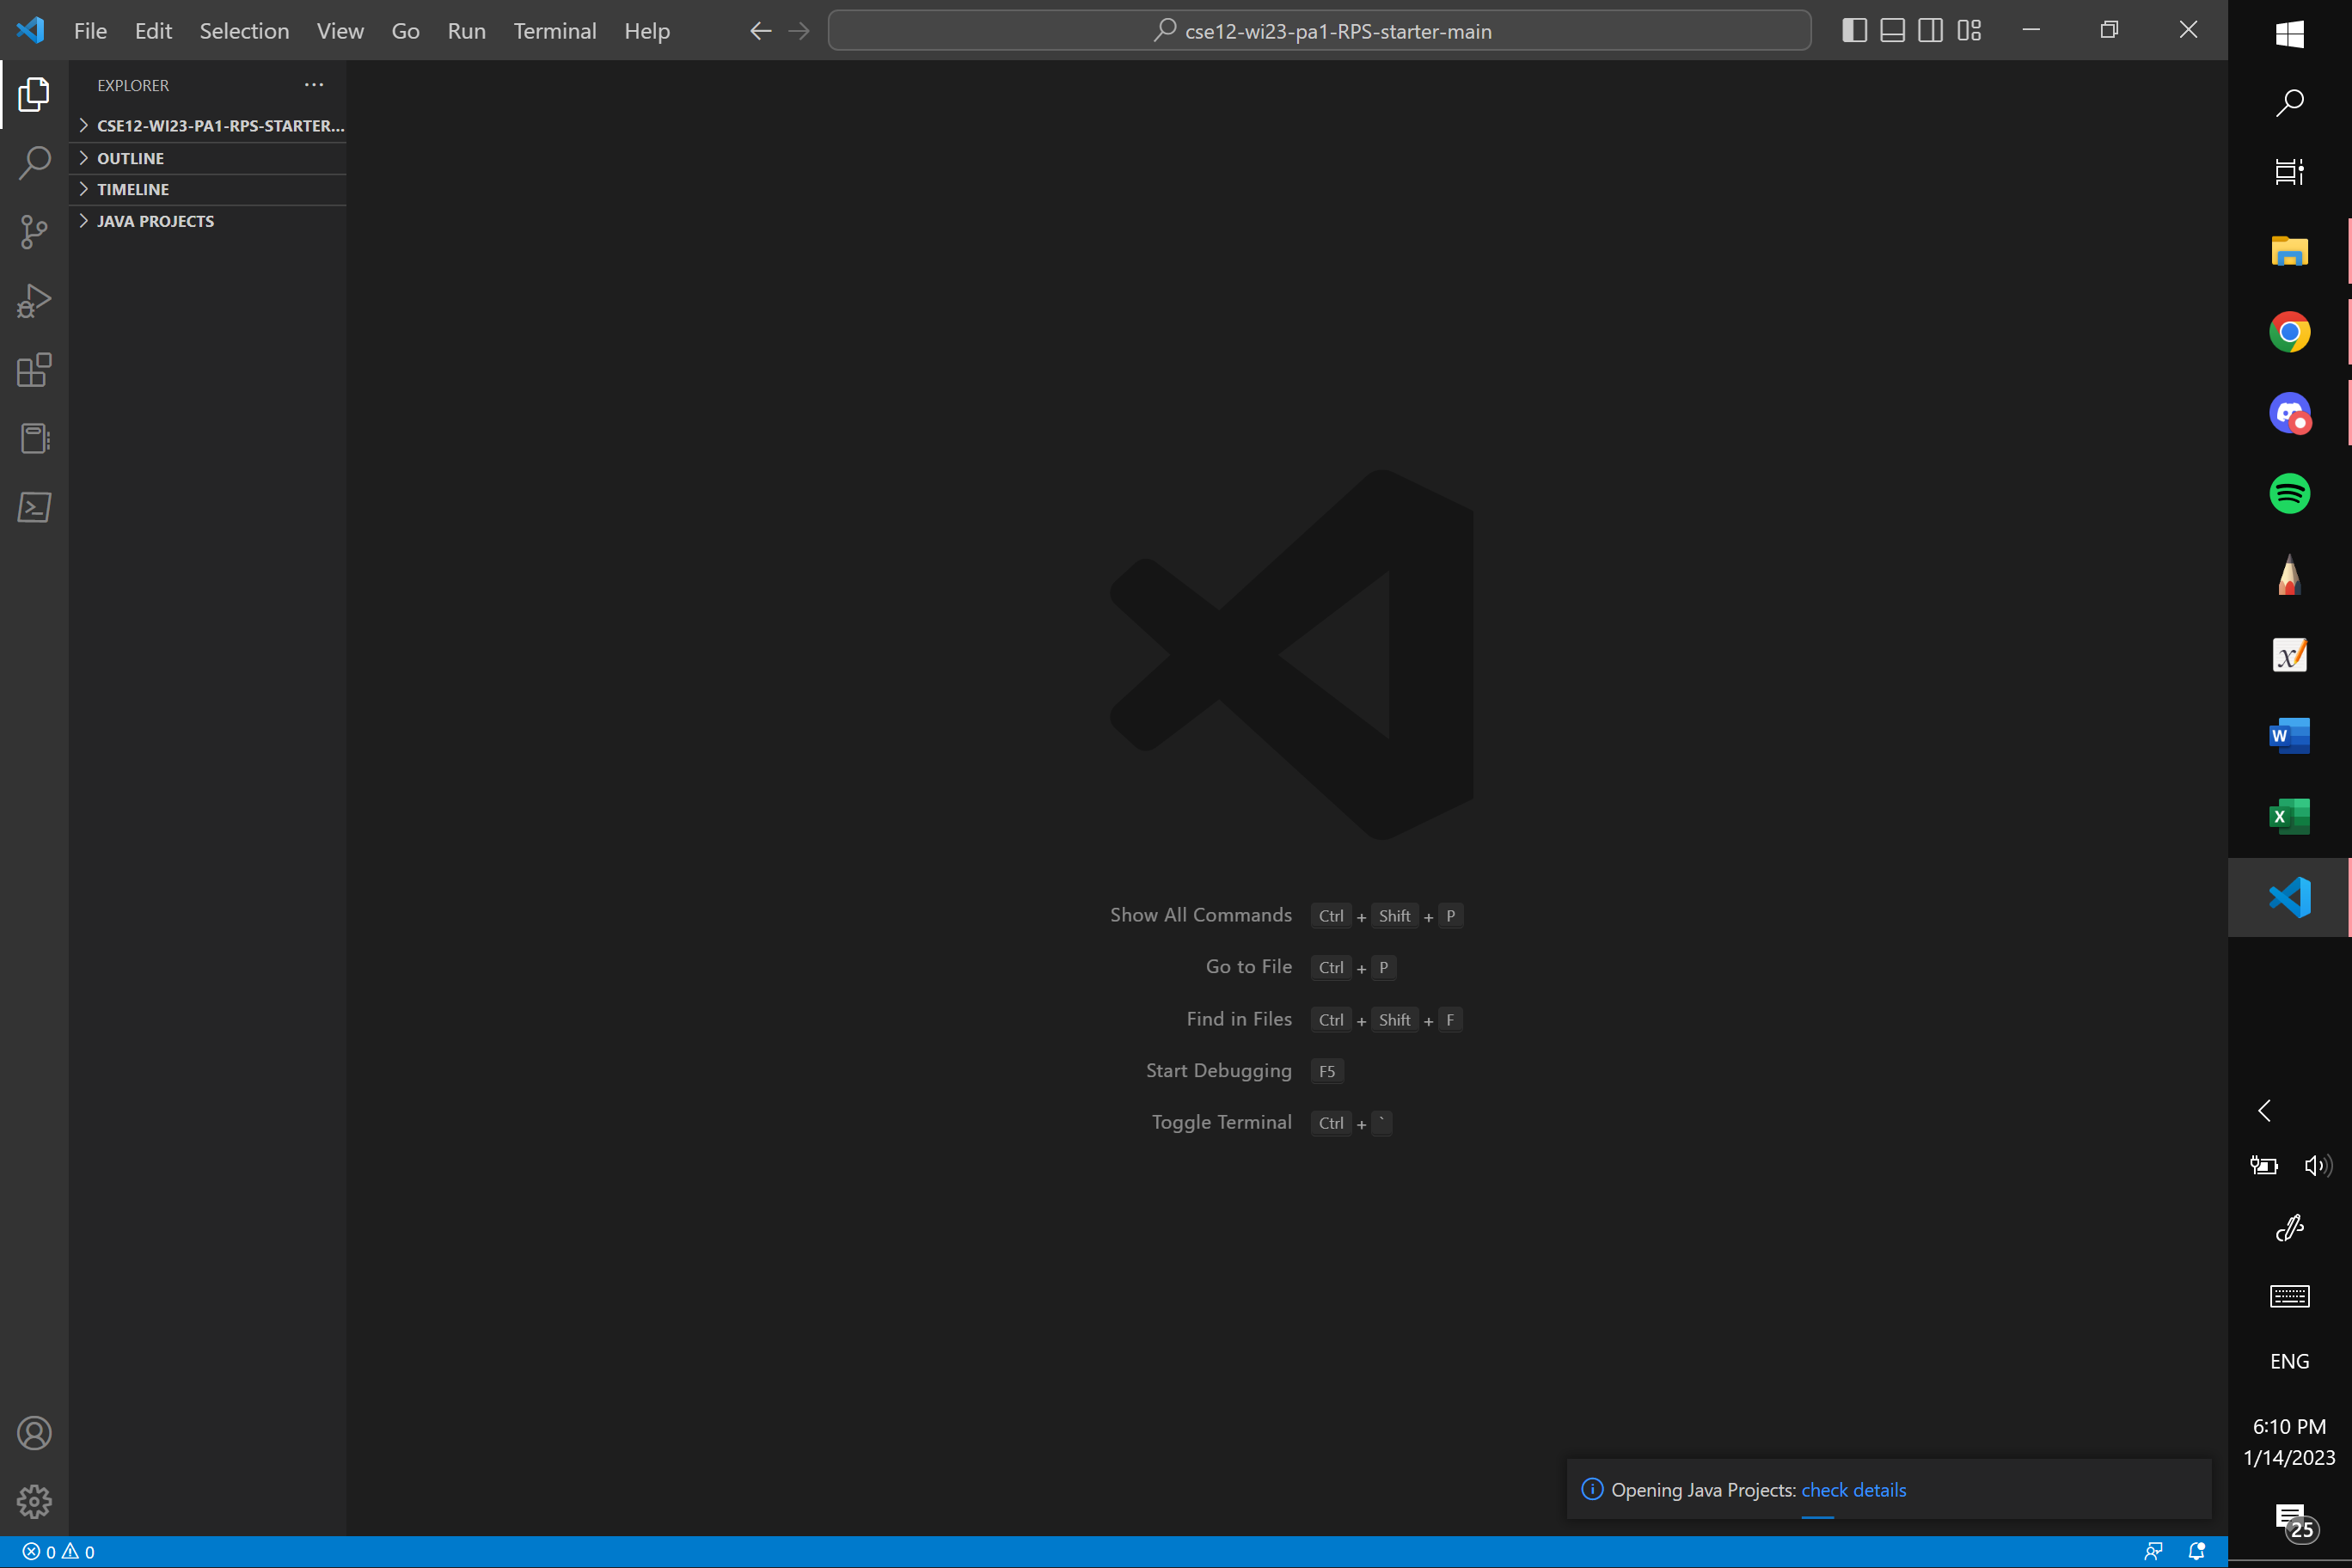 File Edit Selection View Go Run Terminal Help
cse12-wi23-pa1-RPS-starter-main
EXPLORER
CSE12-WI23-PA1-RPS-STARTER...
OUTLINE
TIMELINE
JAVA PROJECTS
Show All Commands Ctrl + Shift + P
Go to File Ctrl + P
Find in Files Ctrl + Shift + F
Start Debugging F5
Toggle Terminal Ctrl + `
Opening Java Projects: check details
0 0
W
X
ENG
6:10 PM
1/14/2023
25